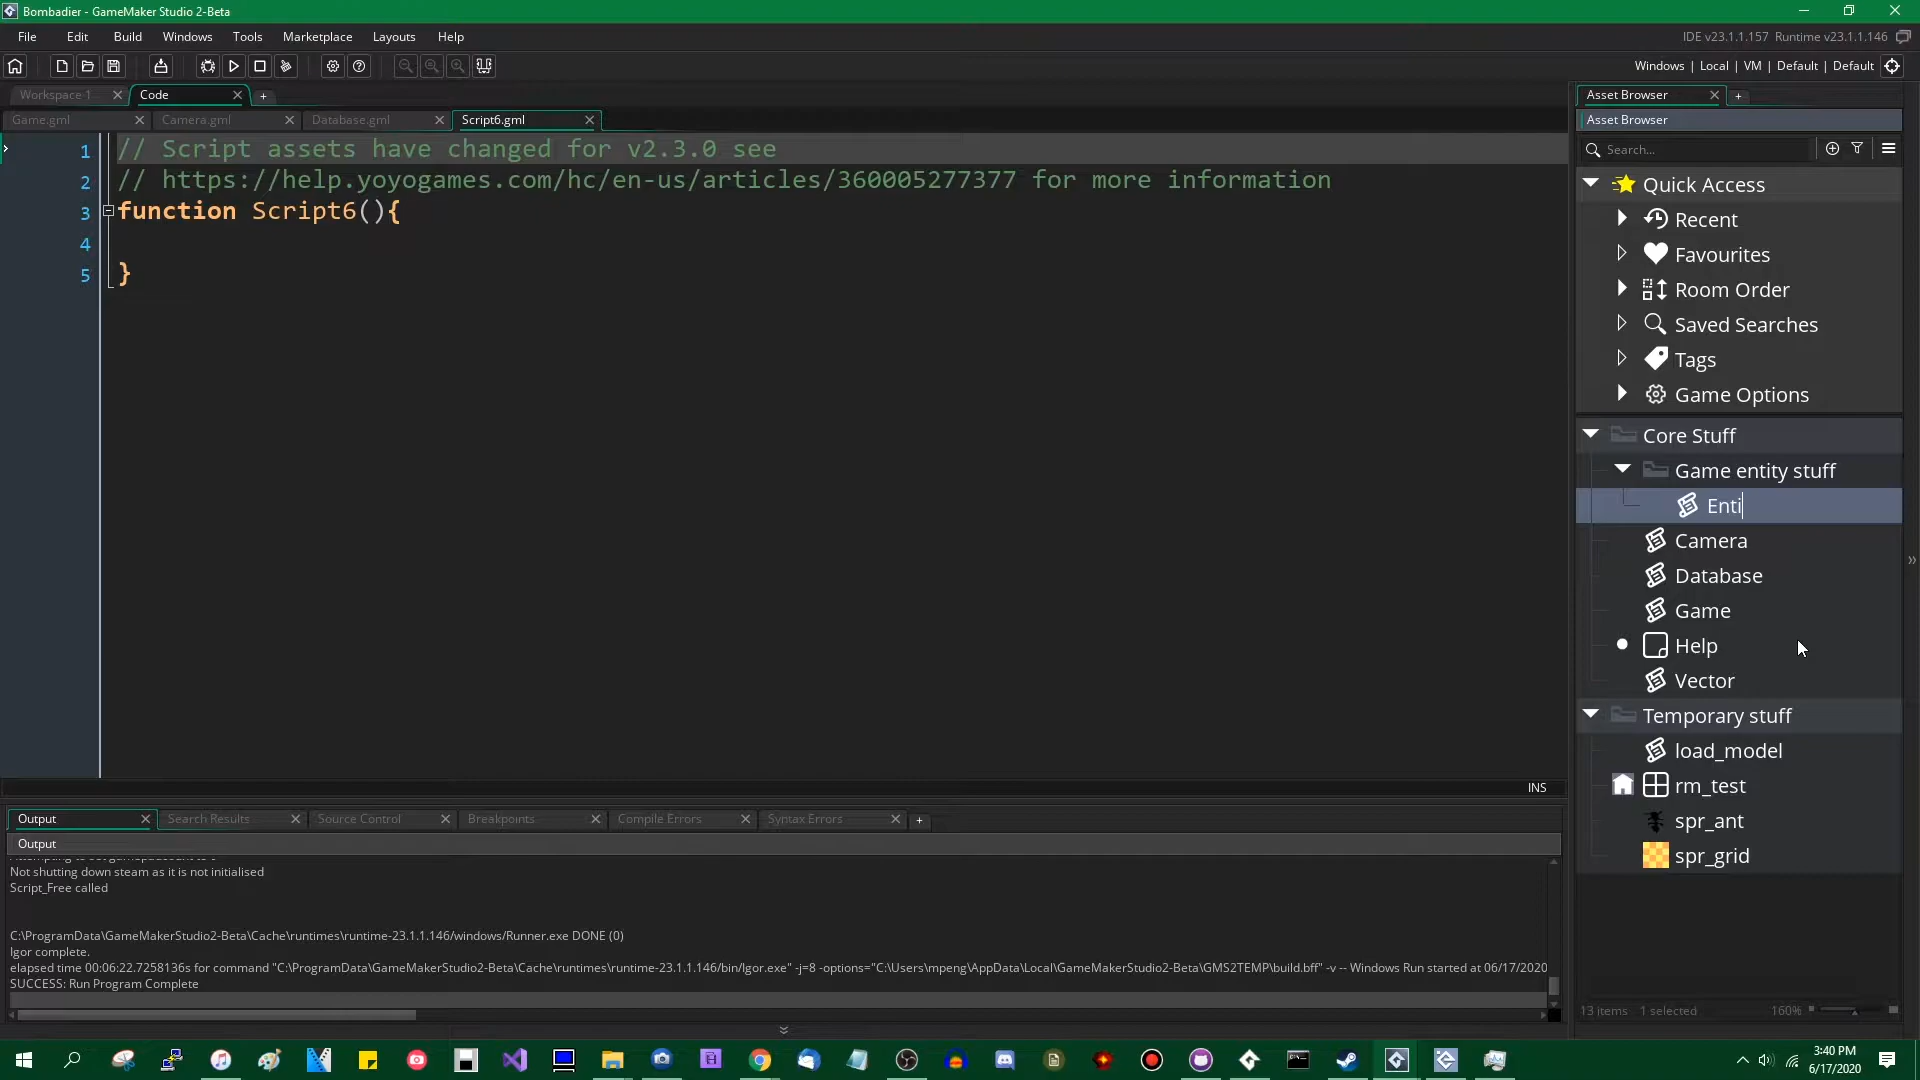 Bombadier - GameMaker Studio 2-Beta
File Edit Build Windows Tools Marketplace Layouts Help
IDE v23.1.1.157 Runtime v23.1.1.146
Windows | Local | VM | Default | Default
Workspace 1
Code
Game.gml
Camera.gml
Database.gml
Script6.gml
1 // Script assets have changed for v2.3.0 see
2 // https://help.yoyogames.com/hc/en-us/articles/360005277377 for more information
3 function Script6(){
4
5 }
INS
Asset Browser
Asset Browser
Search...
Quick Access
Recent
Favourites
Room Order
Saved Searches
Tags
Game Options
Core Stuff
Game entity stuff
Enti
Camera
Database
Game
Help
Vector
Temporary stuff
load_model
rm_test
spr_ant
spr_grid
13 items 1 selected
160%
Output
Search Results
Source Control
Breakpoints
Compile Errors
Syntax Errors
Output
Not shutting down steam as it is not initialised
Script_Free called
C:\ProgramData\GameMakerStudio2-Beta\Cache\runtimes\runtime-23.1.1.146/windows/Runner.exe DONE (0)
Igor complete.
elapsed time 00:06:22.7258136s for command "C:\ProgramData\GameMakerStudio2-Beta\Cache\runtimes\runtime-23.1.1.146/bin/Igor.exe" -j=8 -options="C:\Users\mpeng\AppData\Local\GameMakerStudio2-Beta\GMS2TEMP\build.bff" -v -- Windows Run started at 06/17/2020
SUCCESS: Run Program Complete
3:40 PM
6/17/2020